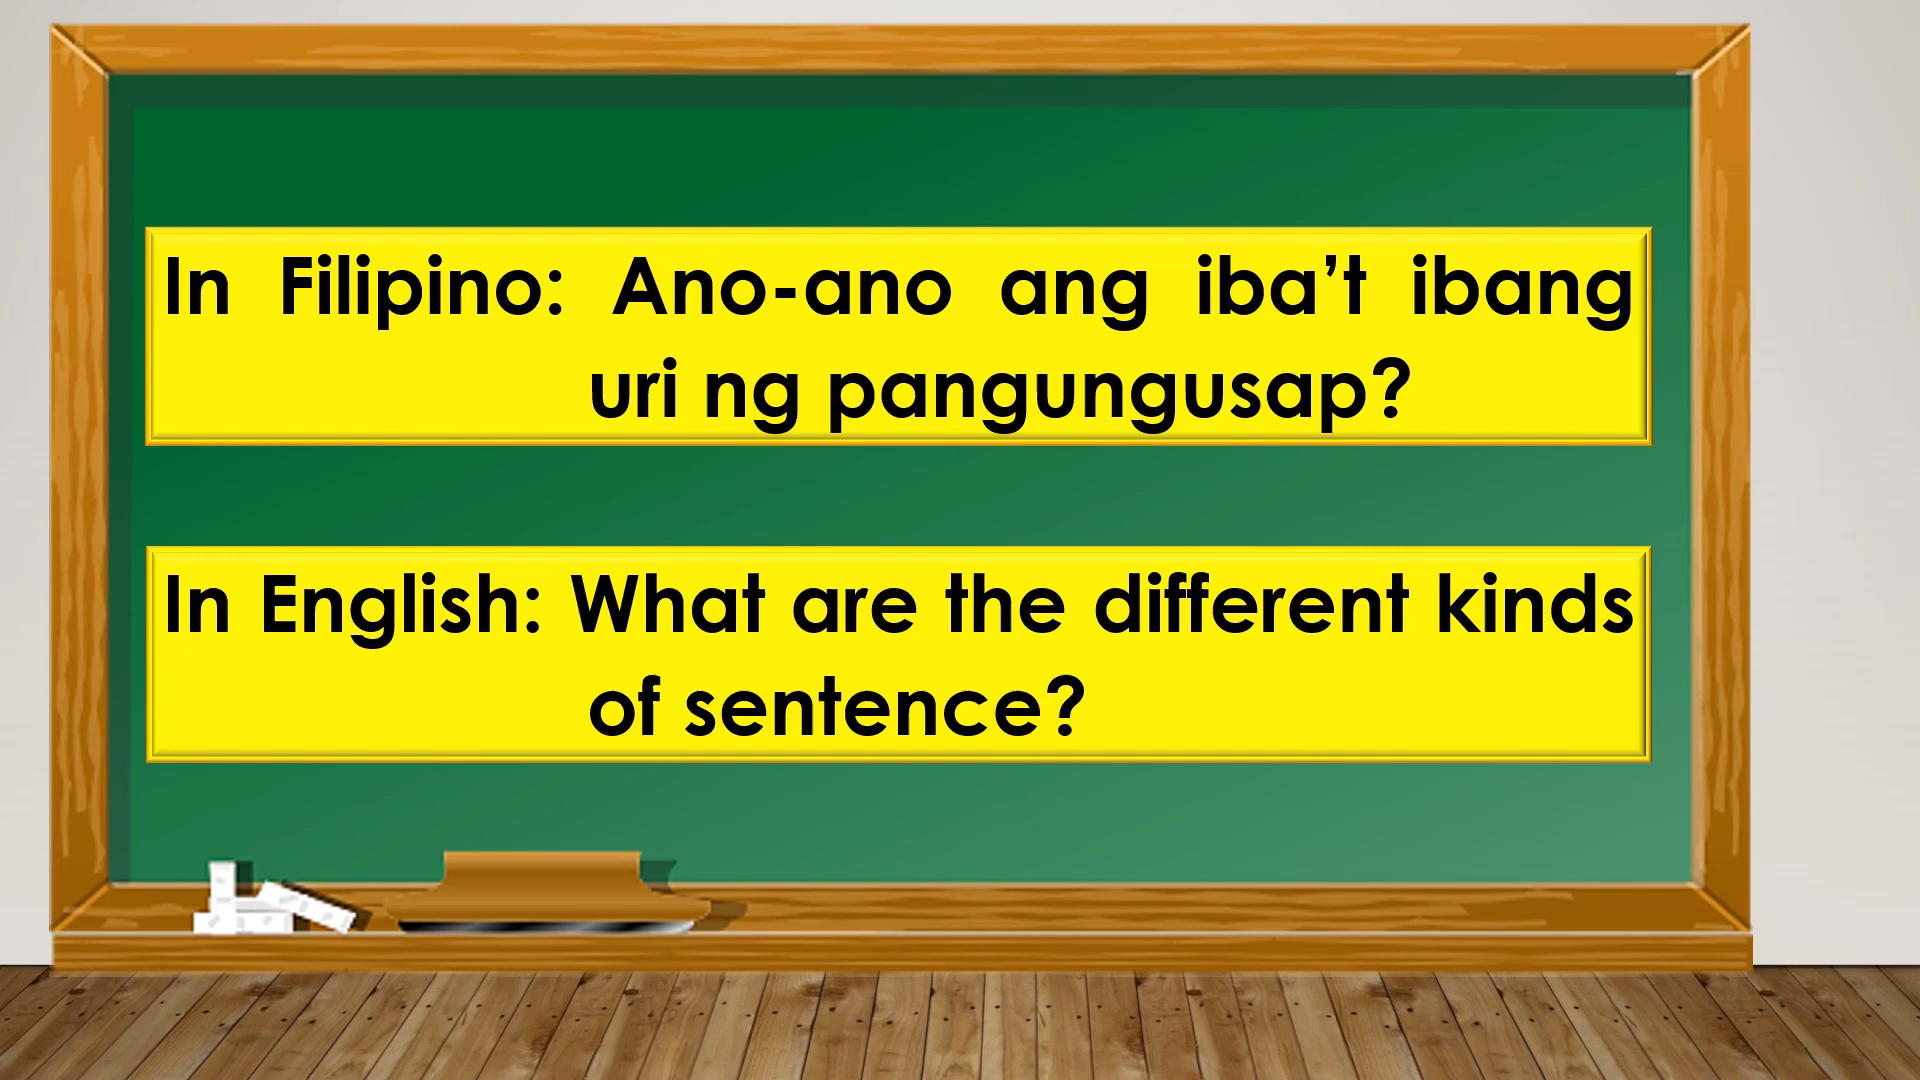 In Filipino: Ano-ano ang iba’t ibang
uri ng pangungusap?
In English: What are the different kinds
of sentence?